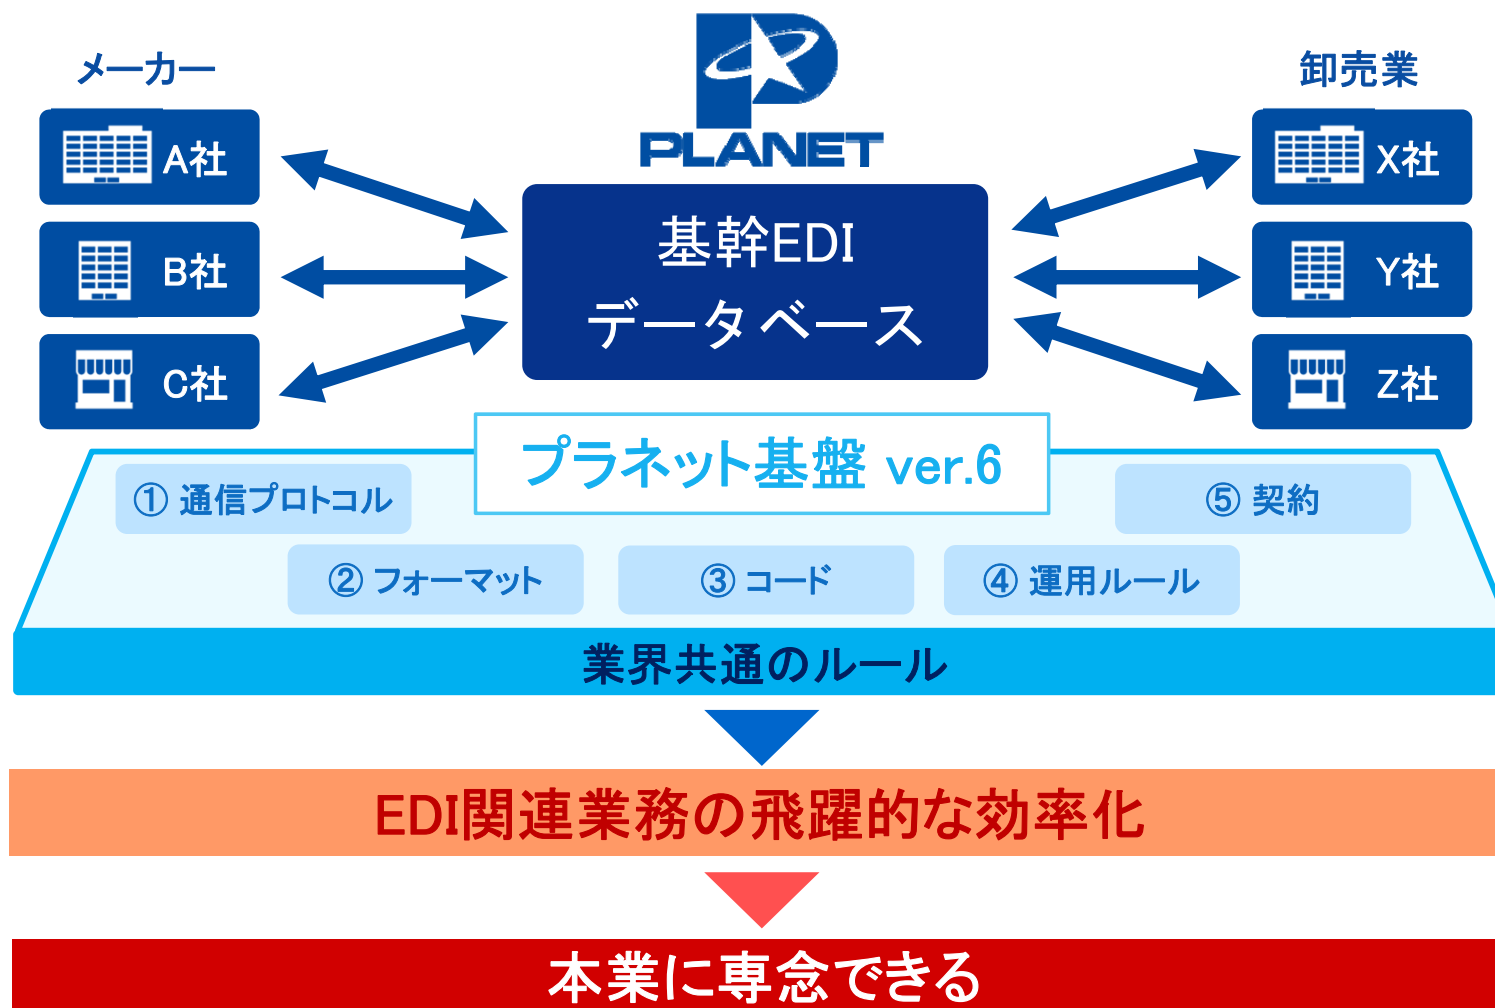 メーカー
PLANET
卸売業
A社
B社
C社
基幹EDI
データベース
X社
Y社
Z社
プラネット基盤 ver.6
① 通信プロトコル
② フォーマット
③ コード
④ 運用ルール
⑤ 契約
業界共通のルール
EDI関連業務の飛躍的な効率化
本業に専念できる